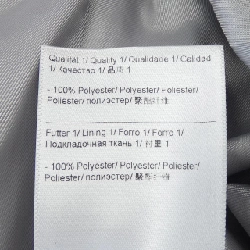 Qualität 1/ Quality 1/ Qualidade 1/ Calidad
1/ Качество 1/ 品质 1
- 100% Polyester/ Polyester/ Poliester/
Poliester/ полиэстер/ 聚酯纤维
Futter 1/ Lining 1/ Forro 1/ Forro 1/
Подкладочная ткань 1/ 衬里 1
- 100% Polyester/ Polyester/ Poliester/
Poliester/ полиэстер/ 聚酯纤维